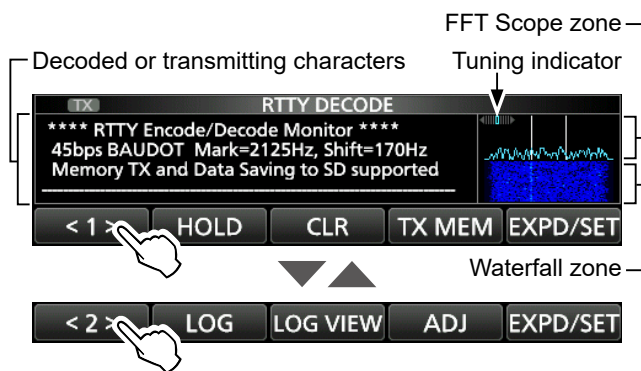 FFT Scope zone
Decoded or transmitting characters
Tuning indicator
TX
RTTY DECODE
**** RTTY Encode/Decode Monitor ****
45bps BAUDOT Mark=2125Hz, Shift=170Hz
Memory TX and Data Saving to SD supported
< 1 > HOLD CLR TX MEM EXPD/SET
Waterfall zone
< 2 > LOG LOG VIEW ADJ EXPD/SET